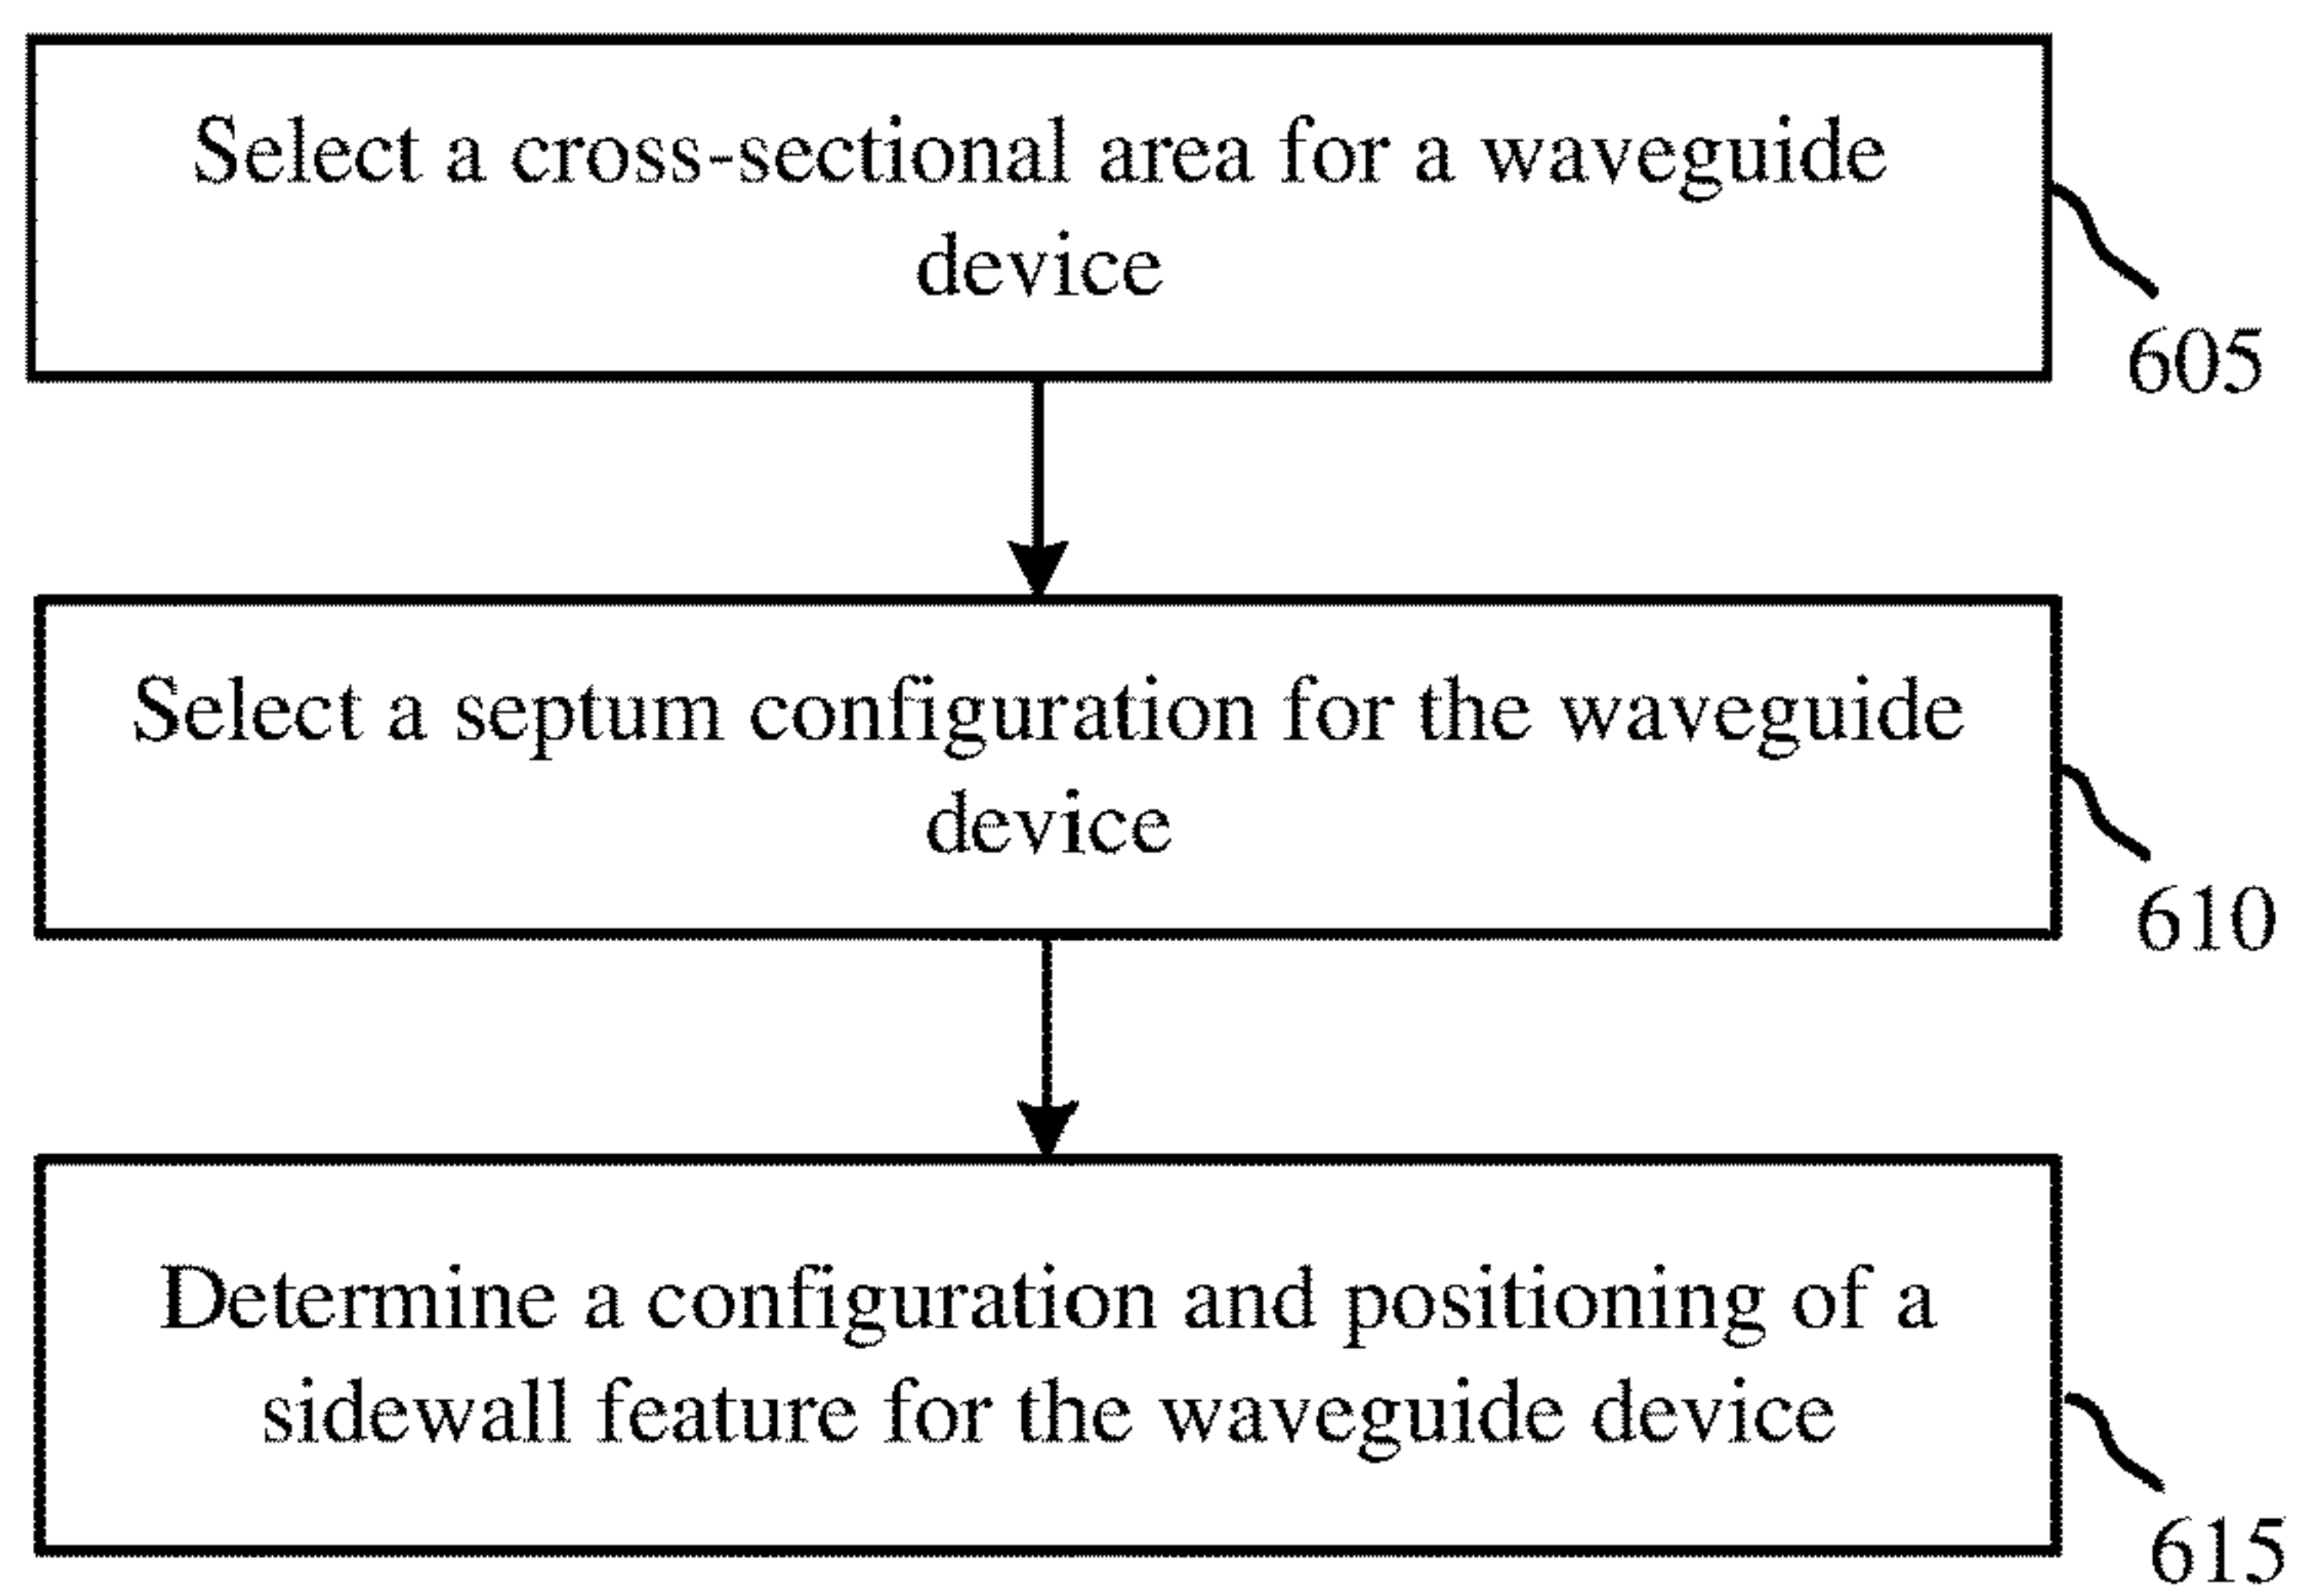 Select a cross-sectional area for a waveguide
device
605
Select a septum configuration for the waveguide
device
610
Determine a configuration and positioning of a
sidewall feature for the waveguide device
615